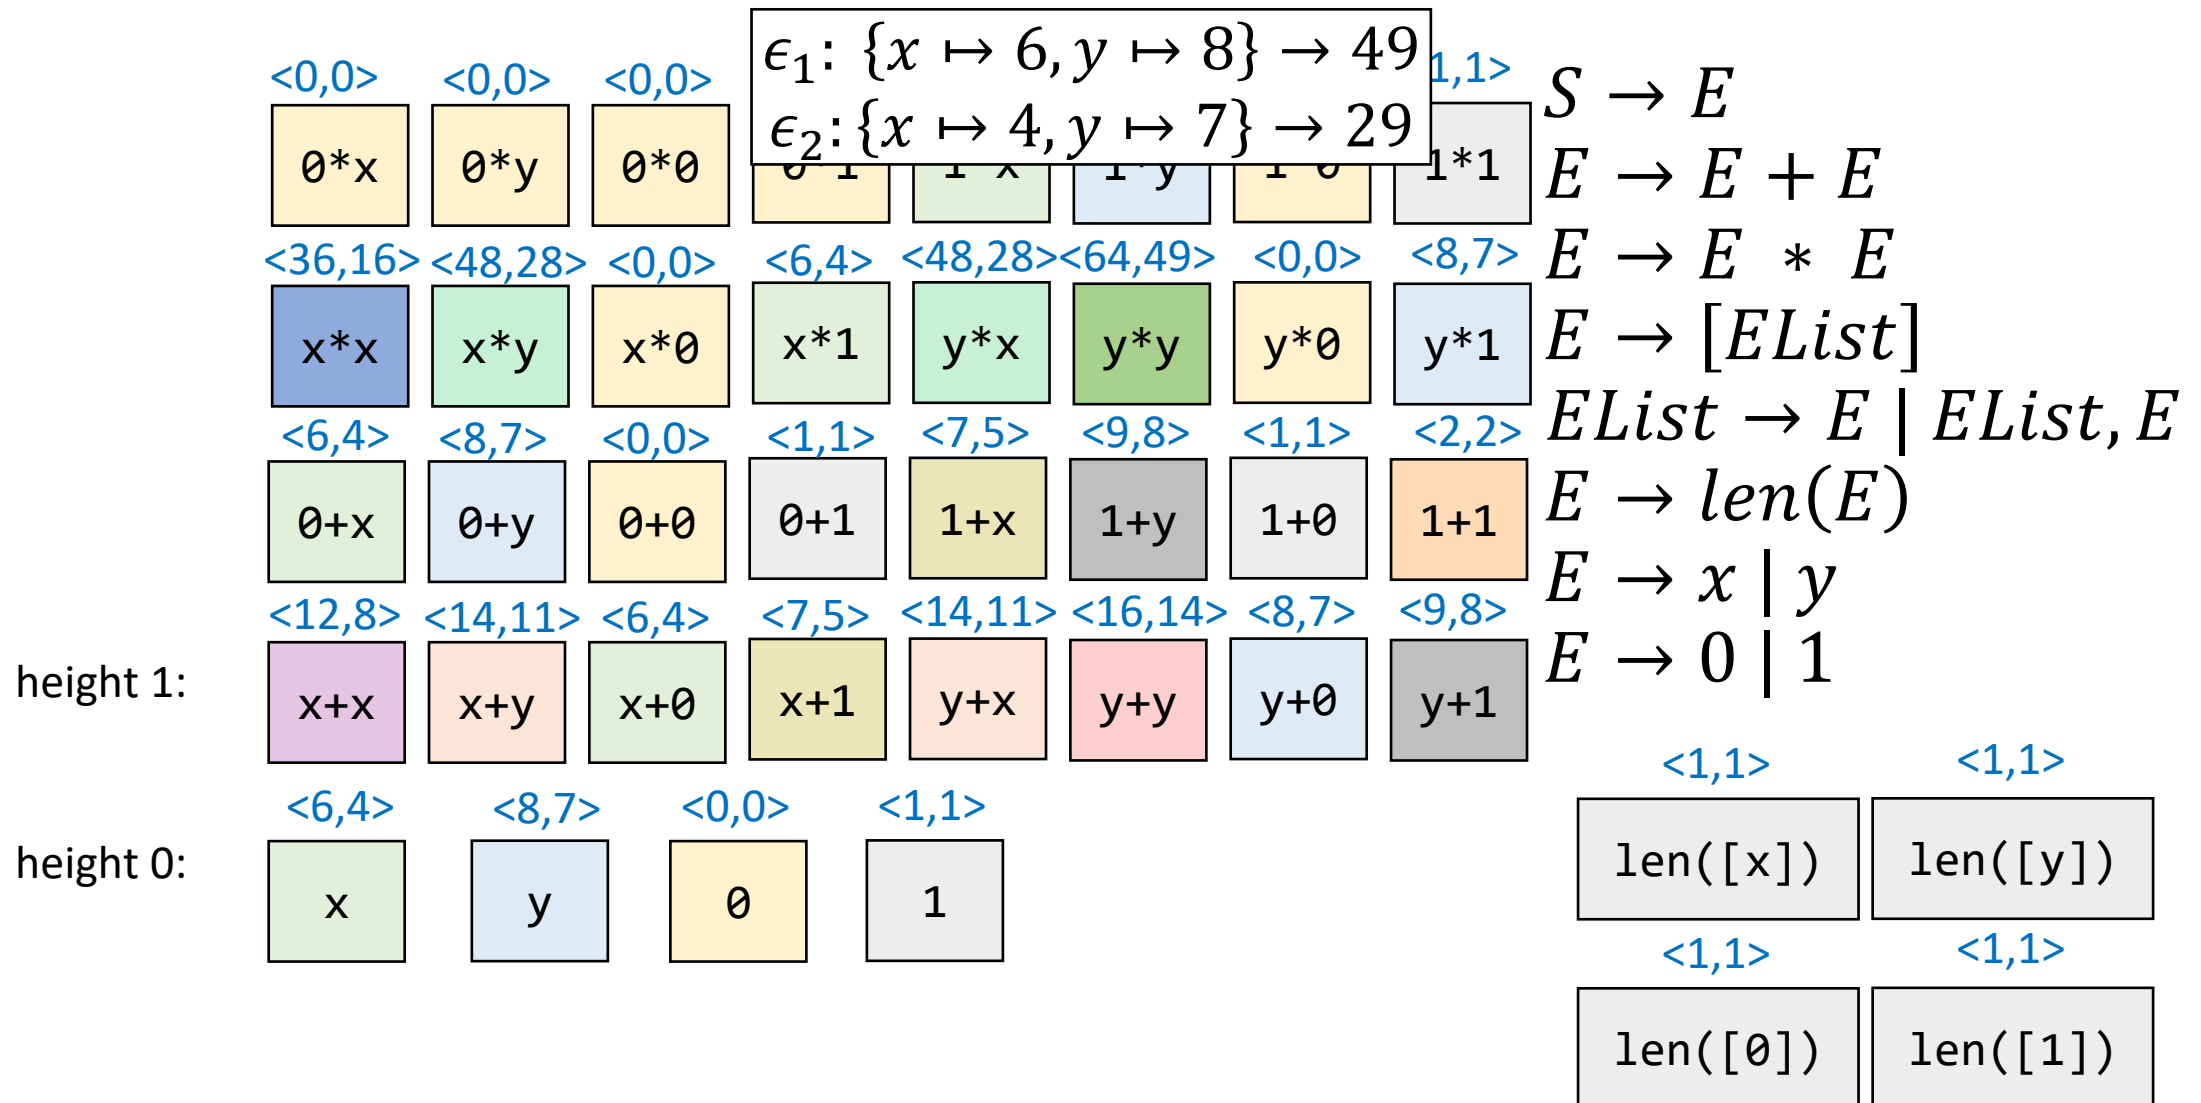 ϵ₁: {x ↦ 6, y ↦ 8} → 49
ϵ₂: {x ↦ 4, y ↦ 7} → 29
<0,0> <0,0> <0,0> 1,1>
0*x 0*y 0*0 0*1 1*x 1*y 1*0 1*1
<36,16> <48,28> <0,0> <6,4> <48,28> <64,49> <0,0> <8,7>
x*x x*y x*0 x*1 y*x y*y y*0 y*1
<6,4> <8,7> <0,0> <1,1> <7,5> <9,8> <1,1> <2,2>
0+x 0+y 0+0 0+1 1+x 1+y 1+0 1+1
<12,8> <14,11> <6,4> <7,5> <14,11> <16,14> <8,7> <9,8>
height 1: x+x x+y x+0 x+1 y+x y+y y+0 y+1
<6,4> <8,7> <0,0> <1,1>
height 0: x y 0 1
S → E
E → E + E
E → E * E
E → [EList]
EList → E | EList, E
E → len(E)
E → x | y
E → 0 | 1
<1,1> <1,1>
len([x]) len([y])
<1,1> <1,1>
len([0]) len([1])